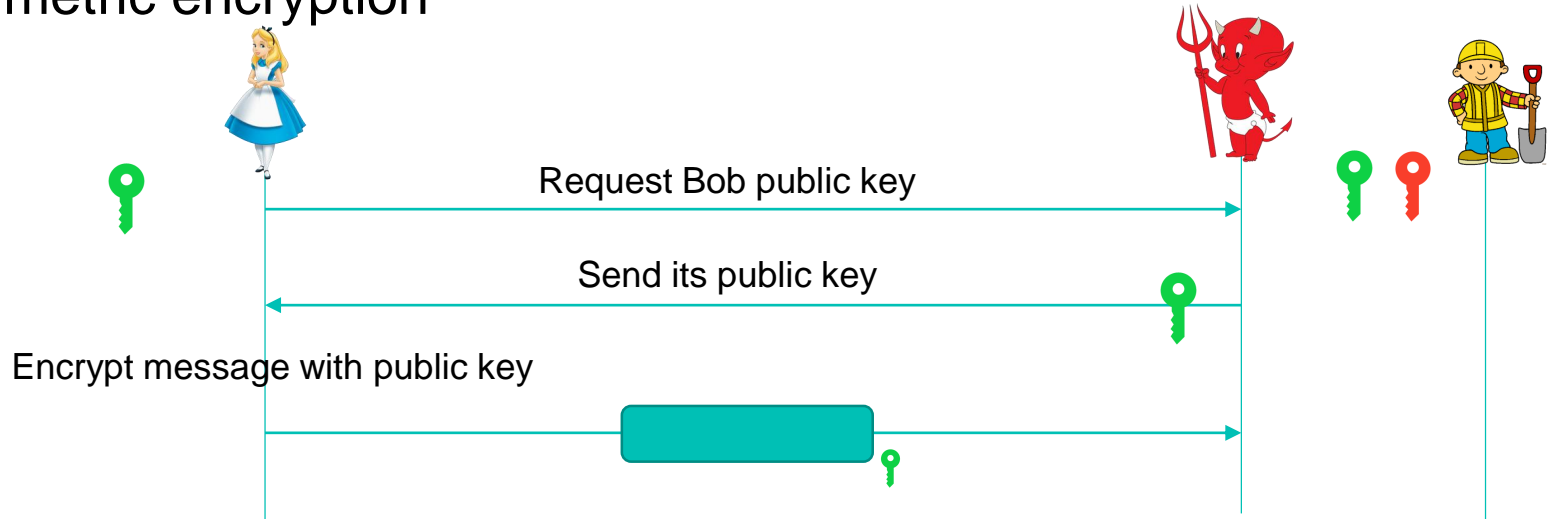 metric encryption
Request Bob public key
Send its public key
Encrypt message with public key